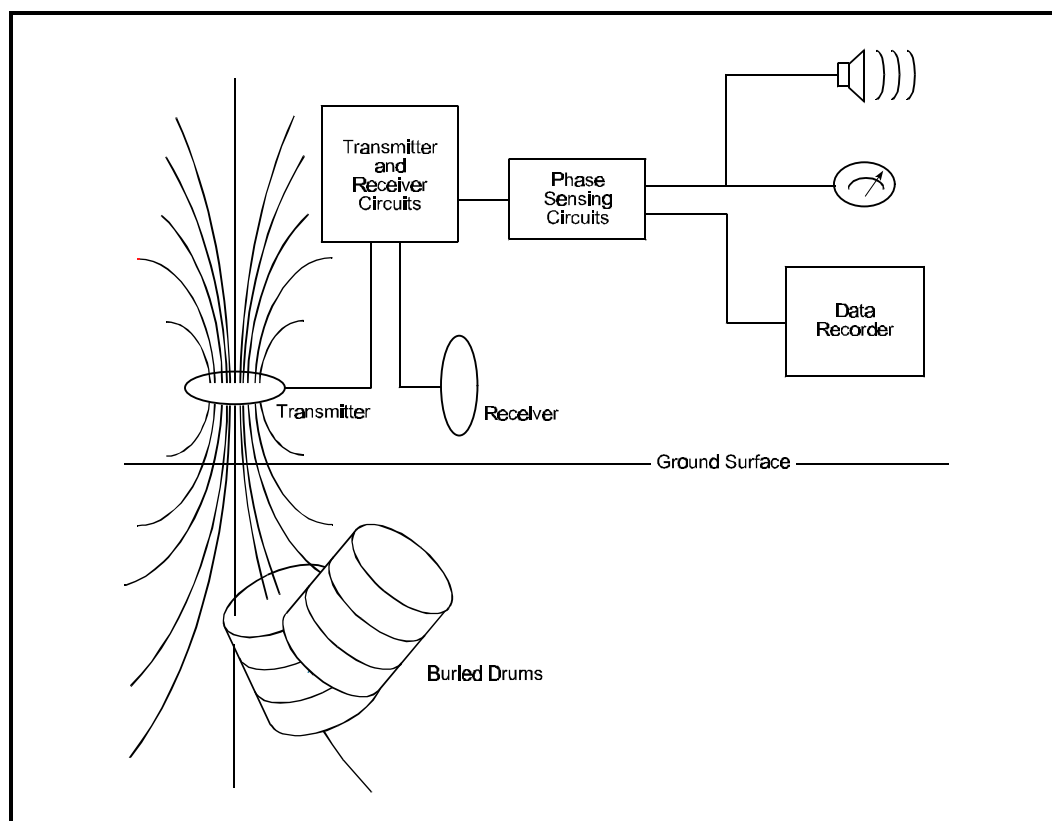 Transmitter
and
Receiver
Circuits
Phase
Sensing
Circuits
Data
Recorder
Transmitter
Receiver
Ground Surface
Buried Drums